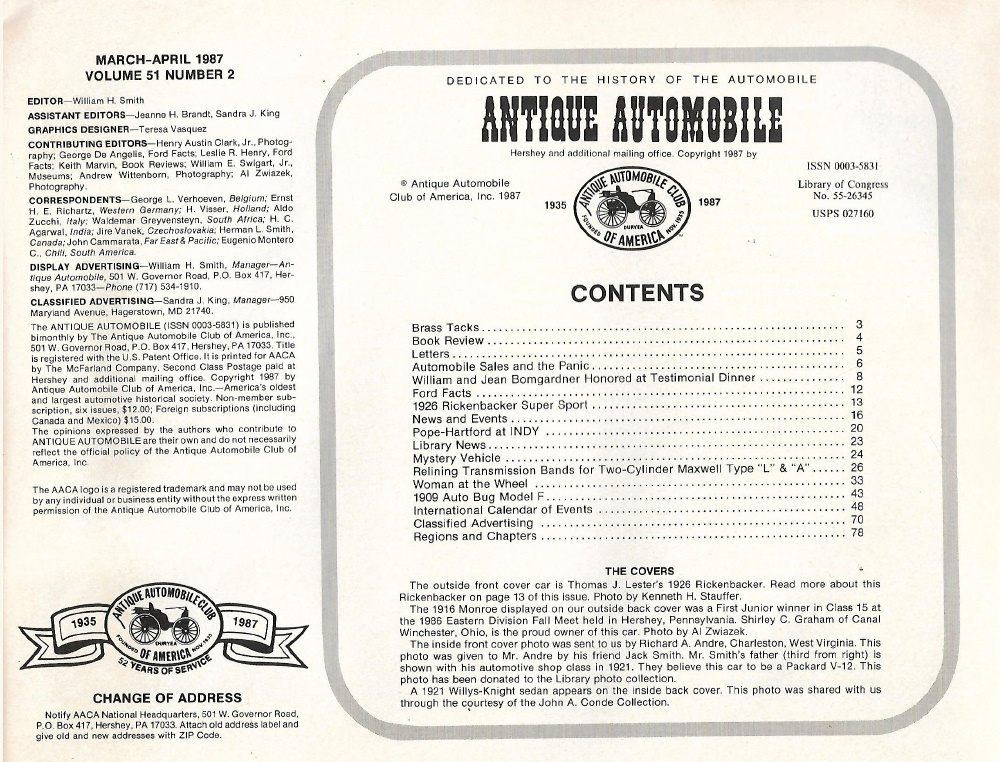 MARCH-APRIL 1987
VOLUME 51 NUMBER 2
EDITOR—William H. Smith
ASSISTANT EDITORS—Jeanne H. Brandt, Sandra J. King
GRAPHICS DESIGNER—Teresa Vasquez
CONTRIBUTING EDITORS—Henry Austin Clark, Jr., Photog-
raphy; George De Angelis, Ford Facts; Leslie R. Henry, Ford
Facts; Keith Marvin, Book Reviews; William E. Swigart, Jr.,
Museums; Andrew Wittenborn, Photography; Al Zwiazek,
Photography.
CORRESPONDENTS—George L. Verhoeven, Belgium; Ernst
H. E. Richartz, Western Germany; H. Visser, Holland; Aldo
Zucchi, Italy; Waldemar Greyvensteyn, South Africa; H. C.
Agarwal, India; Jire Vanek, Czechoslovakia; Herman L. Smith,
Canada; John Cammarata, Far East & Pacific; Eugenio Montero
C., Chili, South America.
DISPLAY ADVERTISING—William H. Smith, Manager—An-
tique Automobile, 501 W. Governor Road, P.O. Box 417, Her-
shey, PA 17033—Phone (717) 534-1910.
CLASSIFIED ADVERTISING—Sandra J. King, Manager—950
Maryland Avenue, Hagerstown, MD 21740.
The ANTIQUE AUTOMOBILE (ISSN 0003-5831) is published
bimonthly by The Antique Automobile Club of America, Inc.,
501 W. Governor Road, P.O. Box 417, Hershey, PA 17033. Title
is registered with the U.S. Patent Office. It is printed for AACA
by The McFarland Company. Second Class Postage paid at
Hershey and additional mailing office. Copyright 1987 by
Antique Automobile Club of America, Inc.—America's oldest
and largest automotive historical society. Non-member sub-
scription, six issues, $12.00; Foreign subscriptions (including
Canada and Mexico) $15.00.
The opinions expressed by the authors who contribute to
ANTIQUE AUTOMOBILE are their own and do not necessarily
reflect the official policy of the Antique Automobile Club of
America, Inc.
The AACA logo is a registered trademark and may not be used
by any individual or business entity without the express written
permission of the Antique Automobile Club of America, Inc.
ANTIQUE AUTOMOBILE CLUB
1935
1987
DURYEA
FOUNDED NOV. 1935
OF AMERICA
52 YEARS OF SERVICE
CHANGE OF ADDRESS
Notify AACA National Headquarters, 501 W. Governor Road,
P.O. Box 417, Hershey, PA 17033. Attach old address label and
give old and new addresses with ZIP Code.
DEDICATED TO THE HISTORY OF THE AUTOMOBILE
ANTIQUE AUTOMOBILE
Hershey and additional mailing office. Copyright 1987 by
© Antique Automobile
Club of America, Inc. 1987
1935
ANTIQUE AUTOMOBILE CLUB
DURYEA
FOUNDED NOV. 1935
OF AMERICA
1987
ISSN 0003-5831
Library of Congress
No. 55-26345
USPS 027160
CONTENTS
Brass Tacks........ 3
Book Review........ 4
Letters........ 5
Automobile Sales and the Panic........ 6
William and Jean Bomgardner Honored at Testimonial Dinner........ 8
Ford Facts........ 12
1926 Rickenbacker Super Sport........ 13
News and Events........ 16
Pope-Hartford at INDY........ 20
Library News........ 23
Mystery Vehicle........ 24
Relining Transmission Bands for Two-Cylinder Maxwell Type "L" & "A"...... 26
Woman at the Wheel........ 33
1909 Auto Bug Model F........ 43
International Calendar of Events........ 48
Classified Advertising........ 70
Regions and Chapters........ 78
THE COVERS
The outside front cover car is Thomas J. Lester's 1926 Rickenbacker. Read more about this
Rickenbacker on page 13 of this issue. Photo by Kenneth H. Stauffer.
The 1916 Monroe displayed on our outside back cover was a First Junior winner in Class 15 at
the 1986 Eastern Division Fall Meet held in Hershey, Pennsylvania. Shirley C. Graham of Canal
Winchester, Ohio, is the proud owner of this car. Photo by Al Zwiazek.
The inside front cover photo was sent to us by Richard A. Andre, Charleston, West Virginia. This
photo was given to Mr. Andre by his friend Jack Smith. Mr. Smith's father (third from right) is
shown with his automotive shop class in 1921. They believe this car to be a Packard V-12. This
photo has been donated to the Library photo collection.
A 1921 Willys-Knight sedan appears on the inside back cover. This photo was shared with us
through the courtesy of the John A. Conde Collection.